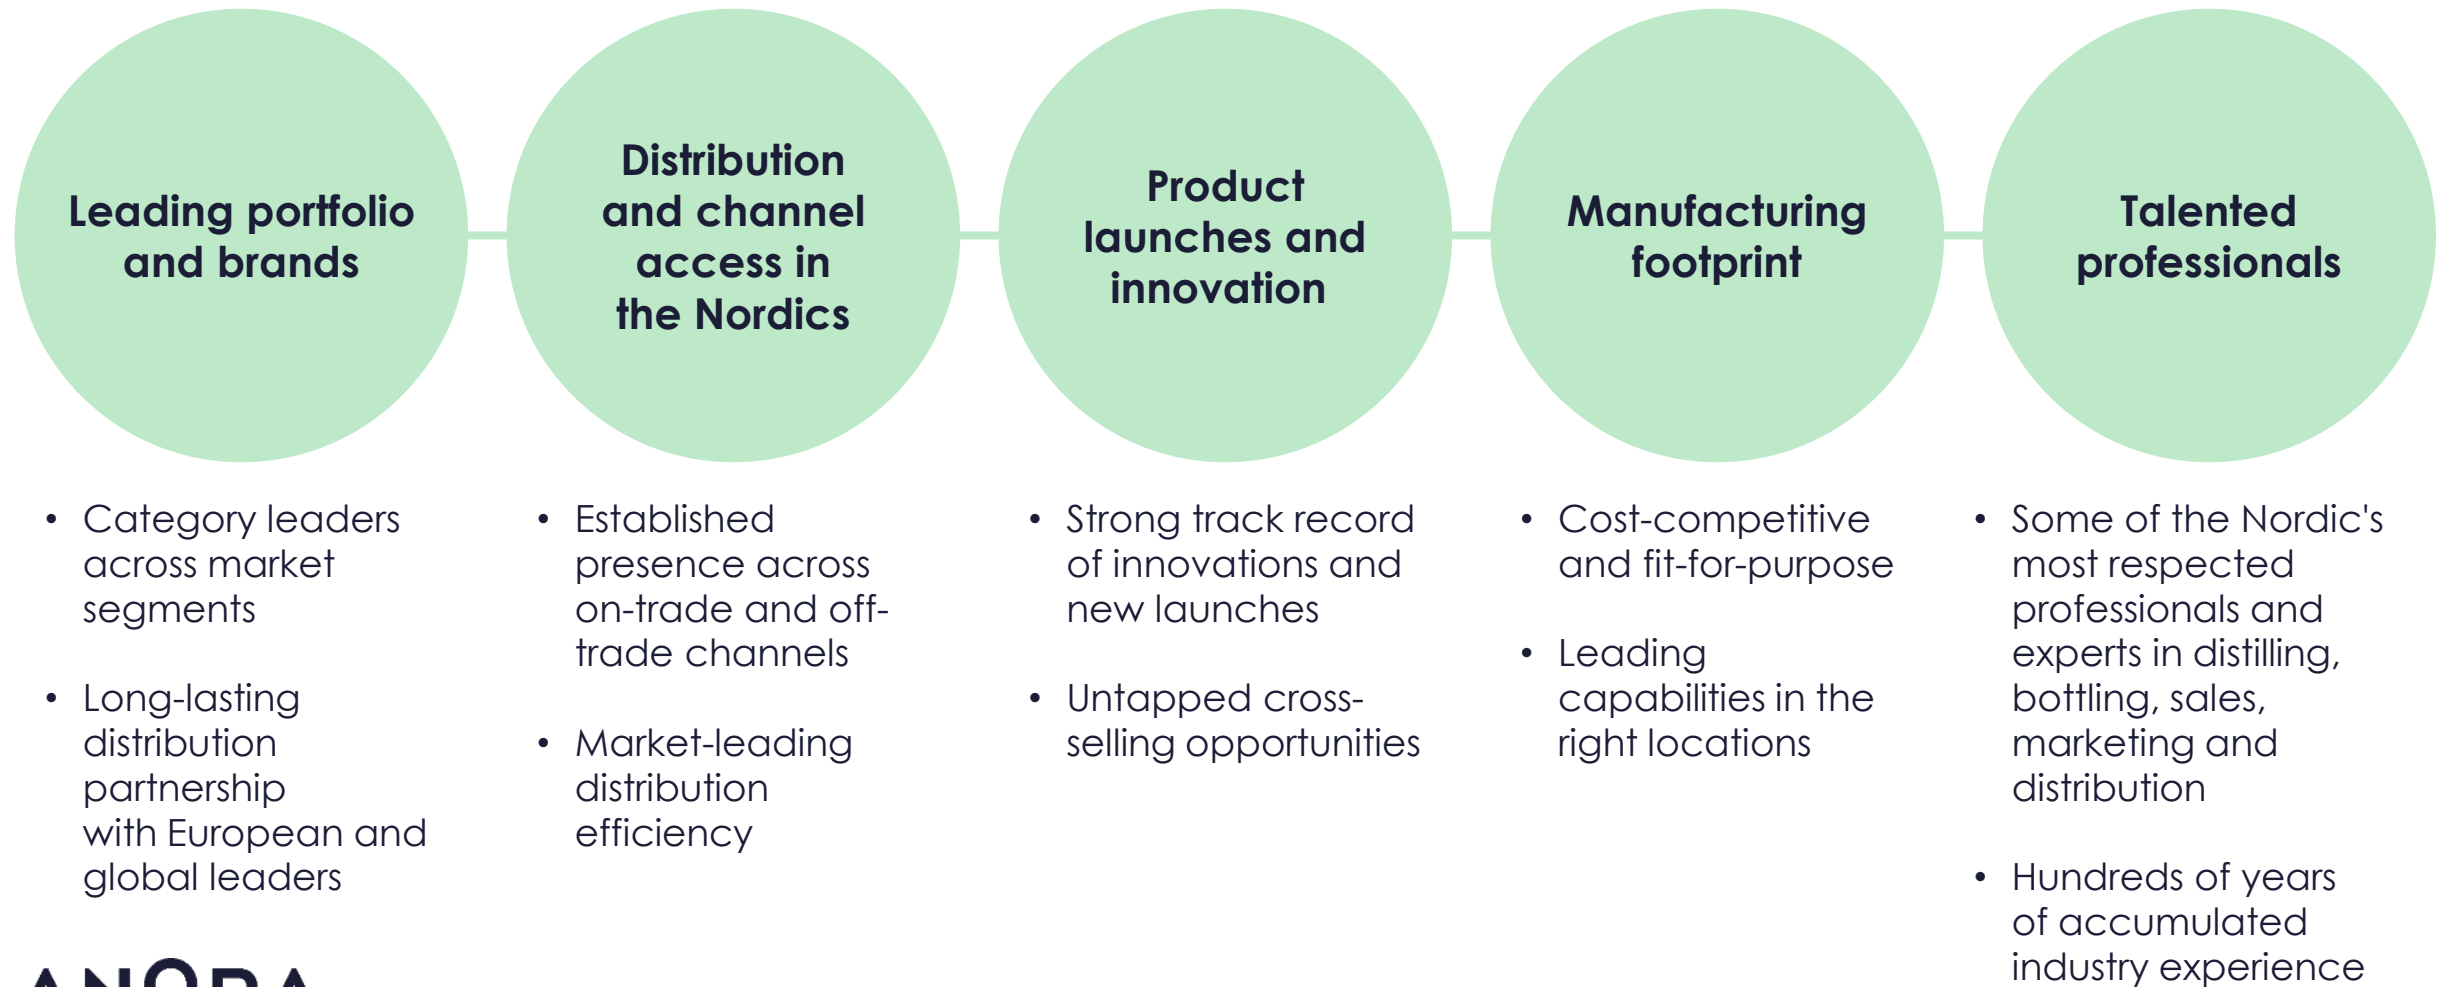 Leading portfolio
and brands
Distribution
and channel
access in
the Nordics
Product
launches and
innovation
Manufacturing
footprint
Talented
professionals
• Category leaders
across market
segments
• Long-lasting
distribution
partnership
with European and
global leaders
• Established
presence across
on-trade and off-
trade channels
• Market-leading
distribution
efficiency
• Strong track record
of innovations and
new launches
• Untapped cross-
selling opportunities
• Cost-competitive
and fit-for-purpose
• Leading
capabilities in the
right locations
• Some of the Nordic's
most respected
professionals and
experts in distilling,
bottling, sales,
marketing and
distribution
• Hundreds of years
of accumulated
industry experience
ANORA